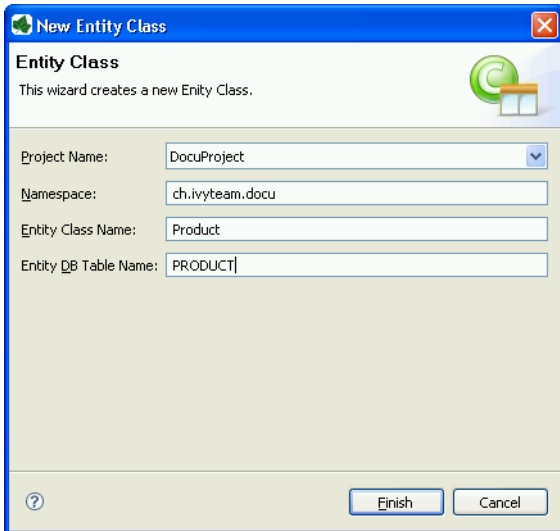 New Entity Class
Entity Class
This wizard creates a new Enity Class.
Project Name: DocuProject
Namespace: ch.ivyteam.docu
Entity Class Name: Product
Entity DB Table Name: PRODUCT
? Finish Cancel